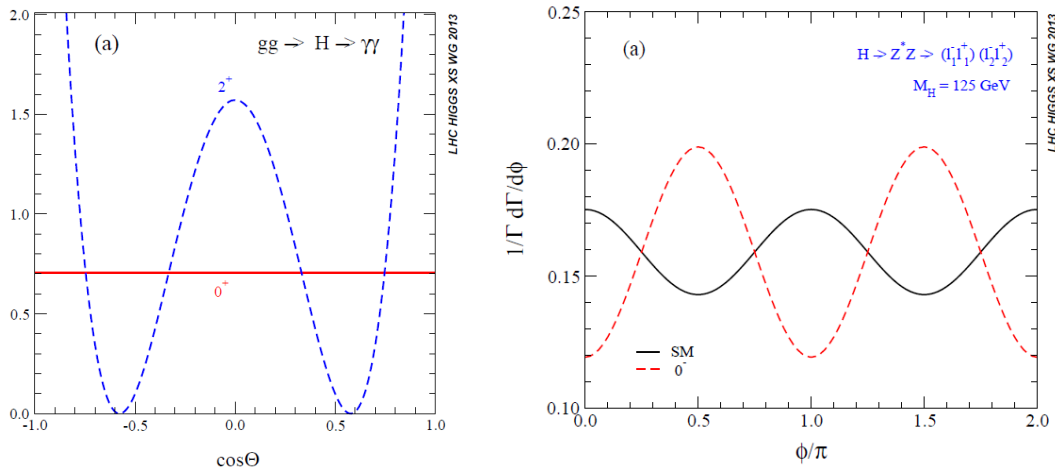 2.0
1.5
1.0
0.5
0.0
-1.0
-0.5
0.0
0.5
1.0
(a)
gg → H → γγ
2⁺
0⁺
cosΘ
LHC HIGGS XS WG 2013
0.25
0.20
0.15
0.10
0.0
0.5
1.0
1.5
2.0
1/Γ dΓ/dϕ
(a)
H → Z*Z → (l₁⁻l₁⁺) (l₂⁻l₂⁺)
M_H = 125 GeV
SM
0⁻
ϕ/π
LHC HIGGS XS WG 2013